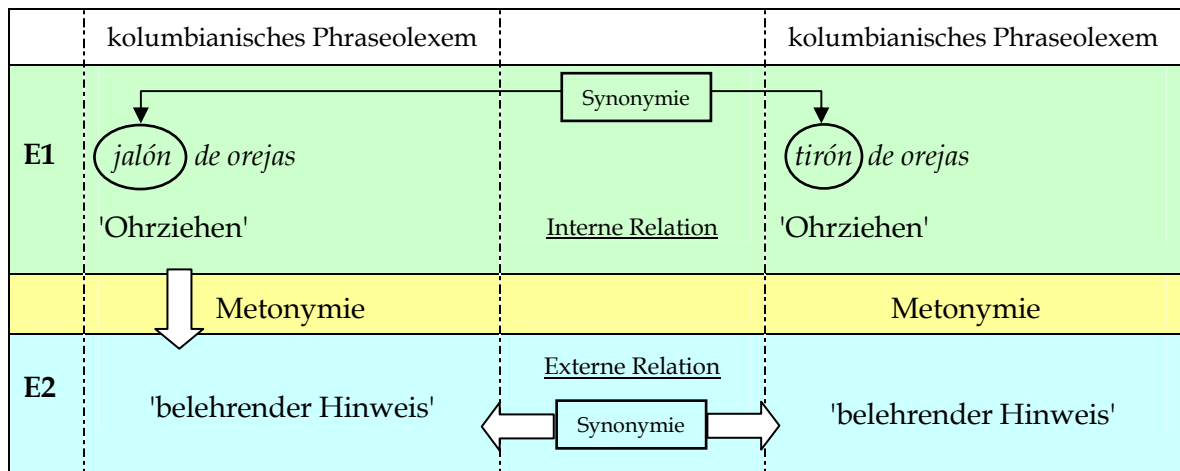 kolumbianisches Phraseolexem kolumbianisches Phraseolexem
Synonymie
E1 jalón de orejas tirón de orejas
'Ohrziehen' Interne Relation 'Ohrziehen'
Metonymie Metonymie
Externe Relation
E2 'belehrender Hinweis' 'belehrender Hinweis'
Synonymie